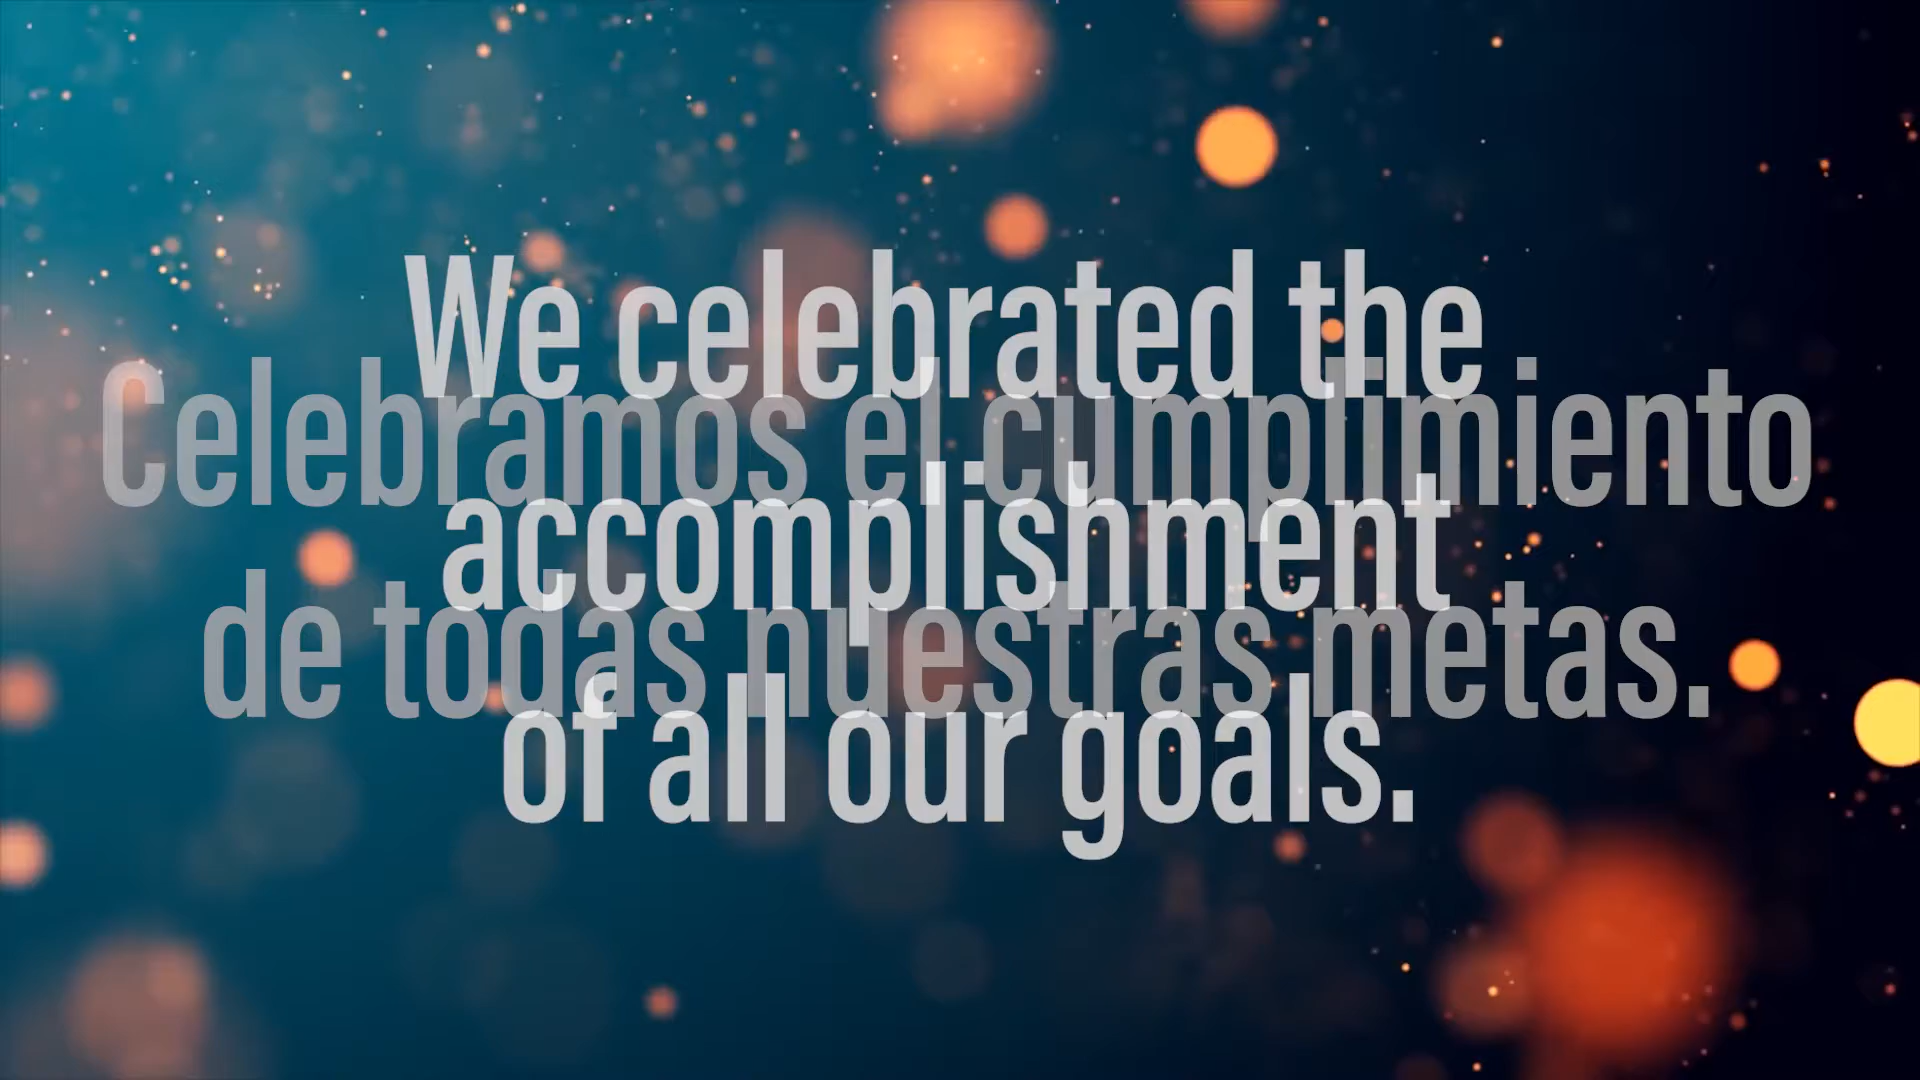 We celebrated the
accomplishment
of all our goals.
Celebramos el cumplimiento
de todas nuestras metas.